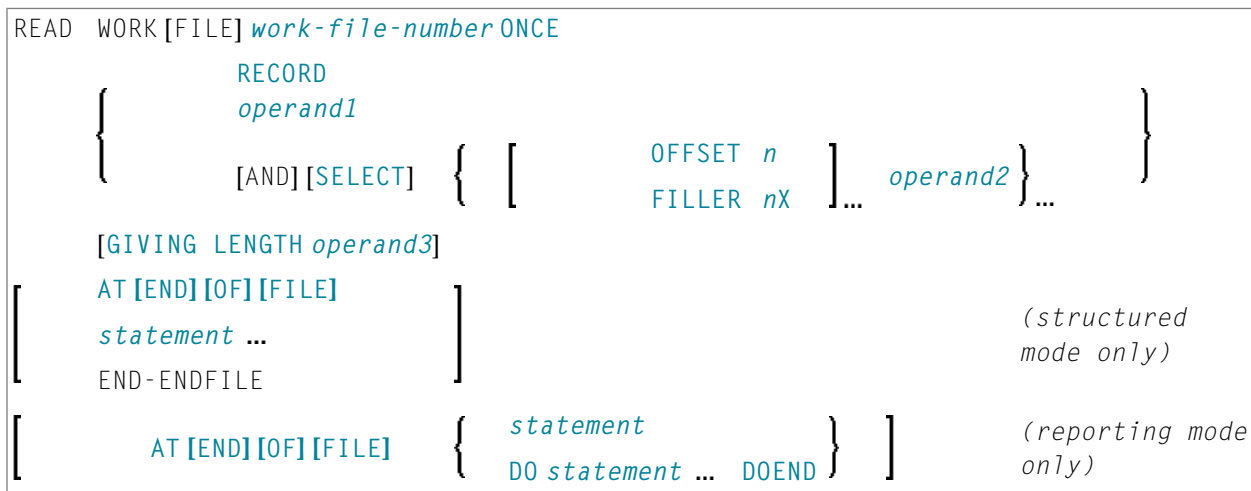 READ WORK [FILE] work-file-number ONCE
RECORD
operand1
[AND] [SELECT] { [ OFFSET n
FILLER nX ]... operand2 }...
[GIVING LENGTH operand3]
AT [END] [OF] [FILE]
statement ...
END-ENDFILE
(structured
mode only)
AT [END] [OF] [FILE]
statement
DO statement ... DOEND
(reporting mode
only)